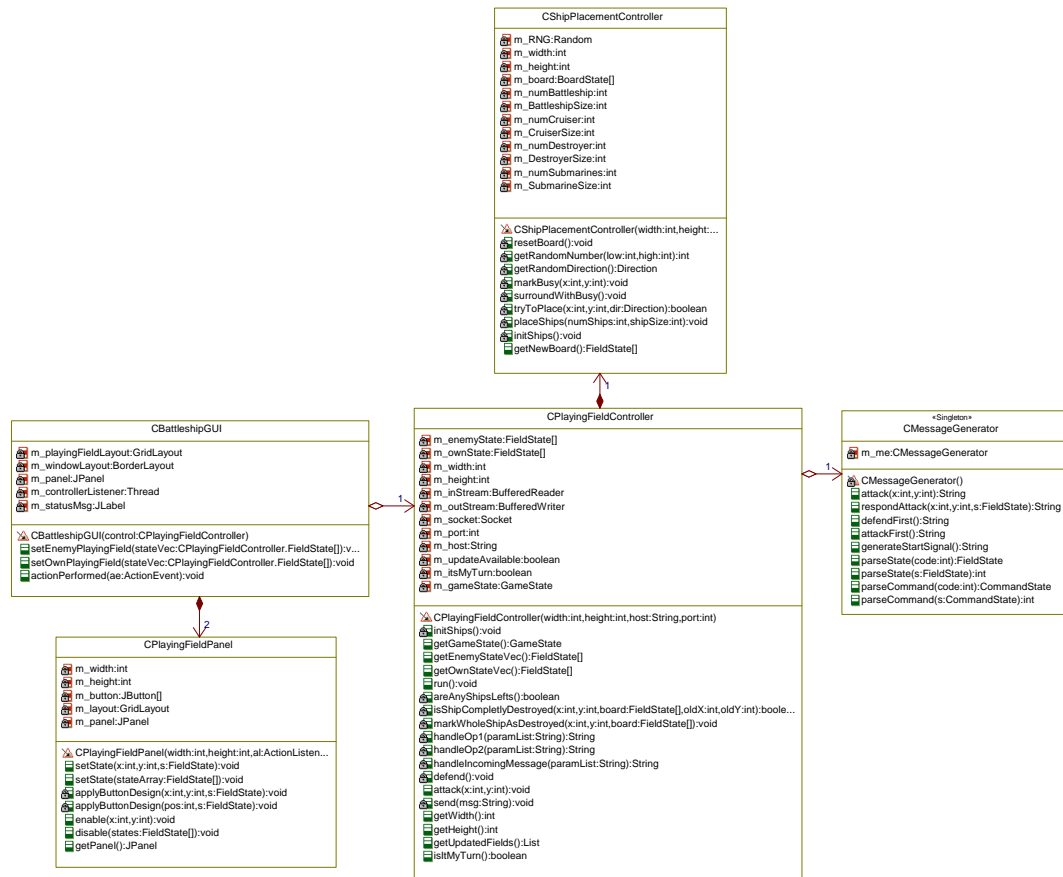 CShipPlacementController
m_RNG:Random
m_width:int
m_height:int
m_board:BoardState[]
m_numBattleship:int
m_BattleshipSize:int
m_numCruiser:int
m_CruiserSize:int
m_numDestroyer:int
m_DestroyerSize:int
m_numSubmarines:int
m_SubmarineSize:int
CShipPlacementController(width:int,height:...
resetBoard():void
getRandomNumber(low:int,high:int):int
getRandomDirection():Direction
markBusy(x:int,y:int):void
surroundWithBusy():void
tryToPlace(x:int,y:int,dir:Direction):boolean
placeShips(numShips:int,shipSize:int):void
initShips():void
getNewBoard():FieldState[]
1
CBattleshipGUI
m_playingFieldLayout:GridLayout
m_windowLayout:BorderLayout
m_panel:JPanel
m_controllerListener:Thread
m_statusMsg:JLabel
CBattleshipGUI(control:CPlayingFieldController)
setEnemyPlayingField(stateVec:CPlayingFieldController.FieldState[]):v...
setOwnPlayingField(stateVec:CPlayingFieldController.FieldState[]):void
actionPerformed(ae:ActionEvent):void
1
2
CPlayingFieldPanel
m_width:int
m_height:int
m_button:JButton[]
m_layout:GridLayout
m_panel:JPanel
CPlayingFieldPanel(width:int,height:int,al:ActionListen...
setState(x:int,y:int,s:FieldState):void
setState(stateArray:FieldState[]):void
applyButtonDesign(x:int,y:int,s:FieldState):void
applyButtonDesign(pos:int,s:FieldState):void
enable(x:int,y:int):void
disable(states:FieldState[]):void
getPanel():JPanel
CPlayingFieldController
m_enemyState:FieldState[]
m_ownState:FieldState[]
m_width:int
m_height:int
m_inStream:BufferedReader
m_outStream:BufferedWriter
m_socket:Socket
m_port:int
m_host:String
m_updateAvailable:boolean
m_itsMyTurn:boolean
m_gameState:GameState
CPlayingFieldController(width:int,height:int,host:String,port:int)
initShips():void
getGameState():GameState
getEnemyStateVec():FieldState[]
getOwnStateVec():FieldState[]
run():void
areAnyShipsLefts():boolean
isShipCompletlyDestroyed(x:int,y:int,board:FieldState[],oldX:int,oldY:int):boole...
markWholeShipAsDestroyed(x:int,y:int,board:FieldState[]):void
handleOp1(paramList:String):String
handleOp2(paramList:String):String
handleIncomingMessage(paramList:String):String
defend():void
attack(x:int,y:int):void
send(msg:String):void
getWidth():int
getHeight():int
getUpdatedFields():List
isItMyTurn():boolean
1
«Singleton»
CMessageGenerator
m_me:CMessageGenerator
CMessageGenerator()
attack(x:int,y:int):String
respondAttack(x:int,y:int,s:FieldState):String
defendFirst():String
attackFirst():String
generateStartSignal():String
parseState(code:int):FieldState
parseState(s:FieldState):int
parseCommand(code:int):CommandState
parseCommand(s:CommandState):int